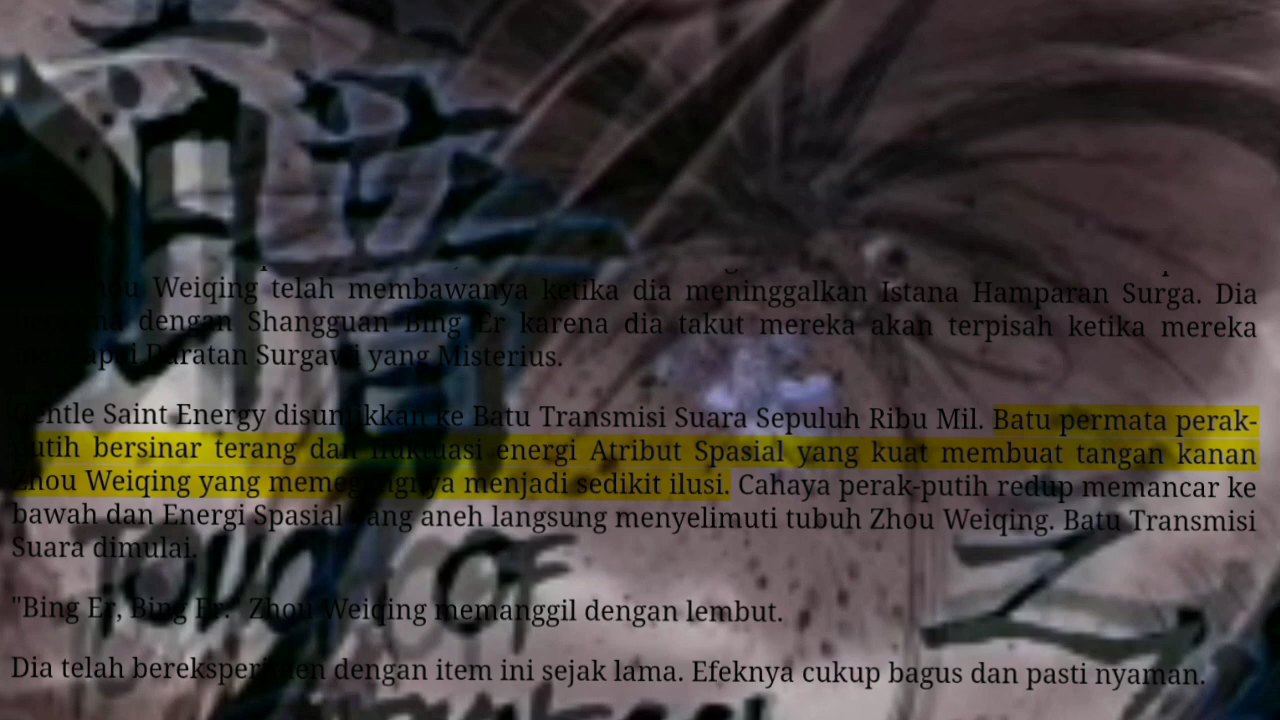 Weiqing telah membawanya ketika dia meninggalkan Istana Hamparan Surga. Dia
dengan Shangguan Bing Er karena dia takut mereka akan terpisah ketika mereka
Daratan Surgawi yang Misterius.
Gentle Saint Energy disuntikkan ke Batu Transmisi Suara Sepuluh Ribu Mil. Batu permata perak-
putih bersinar terang dan fluktuasi energi Atribut Spasial yang kuat membuat tangan kanan
Zhou Weiqing yang memegangnya menjadi sedikit ilusi. Cahaya perak-putih redup memancar ke
bawah dan Energi Spasial yang aneh langsung menyelimuti tubuh Zhou Weiqing. Batu Transmisi
Suara dimulai.
"Bing Er, Bing Er." Zhou Weiqing memanggil dengan lembut.
Dia telah bereksperimen dengan item ini sejak lama. Efeknya cukup bagus dan pasti nyaman.
TOUCH OF